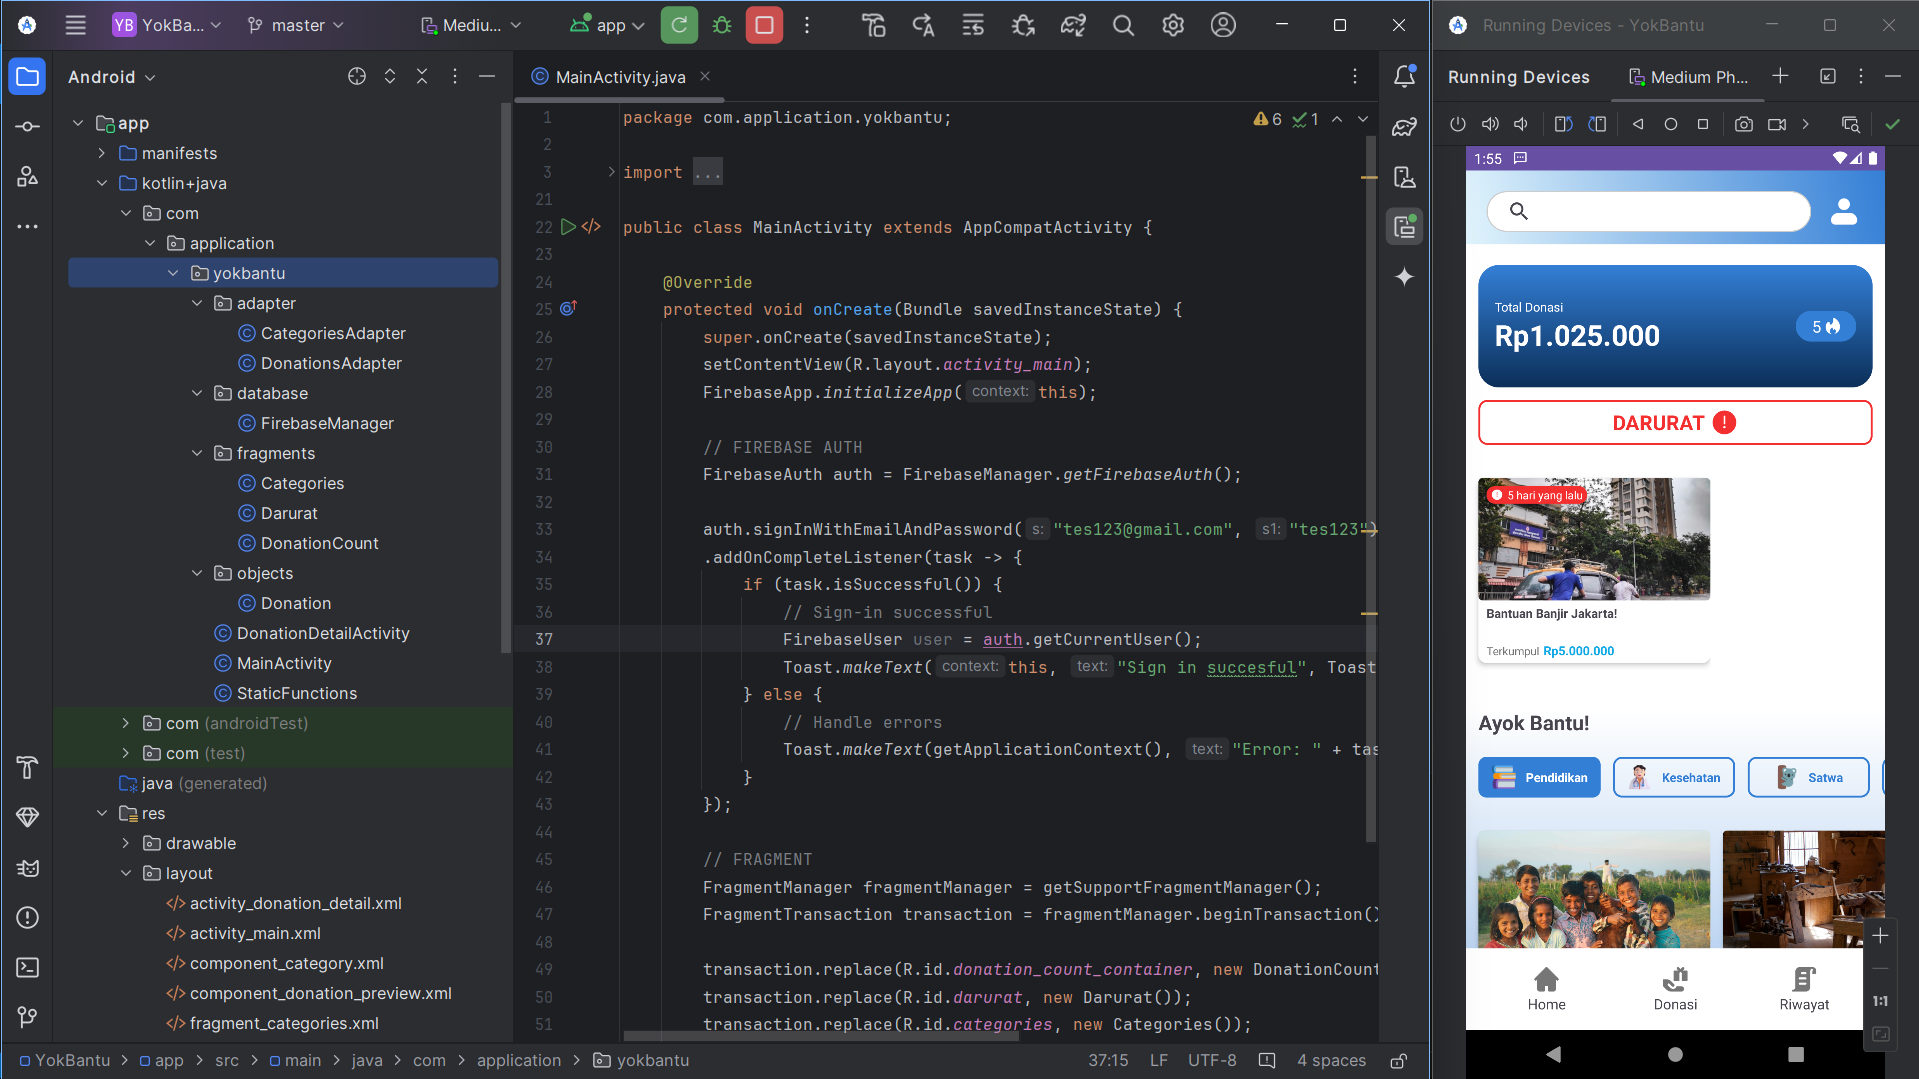 YB YokBa... master Mediu... app
Android
MainActivity.java
app
manifests
kotlin+java
com
application
yokbantu
adapter
CategoriesAdapter
DonationsAdapter
database
FirebaseManager
fragments
Categories
Darurat
DonationCount
objects
Donation
DonationDetailActivity
MainActivity
StaticFunctions
com (androidTest)
com (test)
java (generated)
res
drawable
layout
activity_donation_detail.xml
activity_main.xml
component_category.xml
component_donation_preview.xml
fragment_categories.xml
6 1
1 package com.application.yokbantu;
2
3 import ...
21
22 public class MainActivity extends AppCompatActivity {
23
24 @Override
25 protected void onCreate(Bundle savedInstanceState) {
26 super.onCreate(savedInstanceState);
27 setContentView(R.layout.activity_main);
28 FirebaseApp.initializeApp( context: this);
29
30 // FIREBASE AUTH
31 FirebaseAuth auth = FirebaseManager.getFirebaseAuth();
32
33 auth.signInWithEmailAndPassword( s: "tes123@gmail.com", s1: "tes123")
34 .addOnCompleteListener(task -> {
35 if (task.isSuccessful()) {
36 // Sign-in successful
37 FirebaseUser user = auth.getCurrentUser();
38 Toast.makeText( context: this, text: "Sign in succesful", Toast
39 } else {
40 // Handle errors
41 Toast.makeText(getApplicationContext(), text: "Error: " + tas
42 }
43 });
44
45 // FRAGMENT
46 FragmentManager fragmentManager = getSupportFragmentManager();
47 FragmentTransaction transaction = fragmentManager.beginTransaction()
48
49 transaction.replace(R.id.donation_count_container, new DonationCount
50 transaction.replace(R.id.darurat, new Darurat());
51 transaction.replace(R.id.categories, new Categories());
YokBantu > app > src > main > java > com > application > yokbantu
37:15 LF UTF-8 4 spaces
Running Devices - YokBantu
Running Devices Medium Ph...
1:55
Total Donasi
Rp1.025.000
5
DARURAT
5 hari yang lalu
Bantuan Banjir Jakarta!
Terkumpul Rp5.000.000
Ayok Bantu!
Pendidikan Kesehatan Satwa
Home Donasi Riwayat
1:1